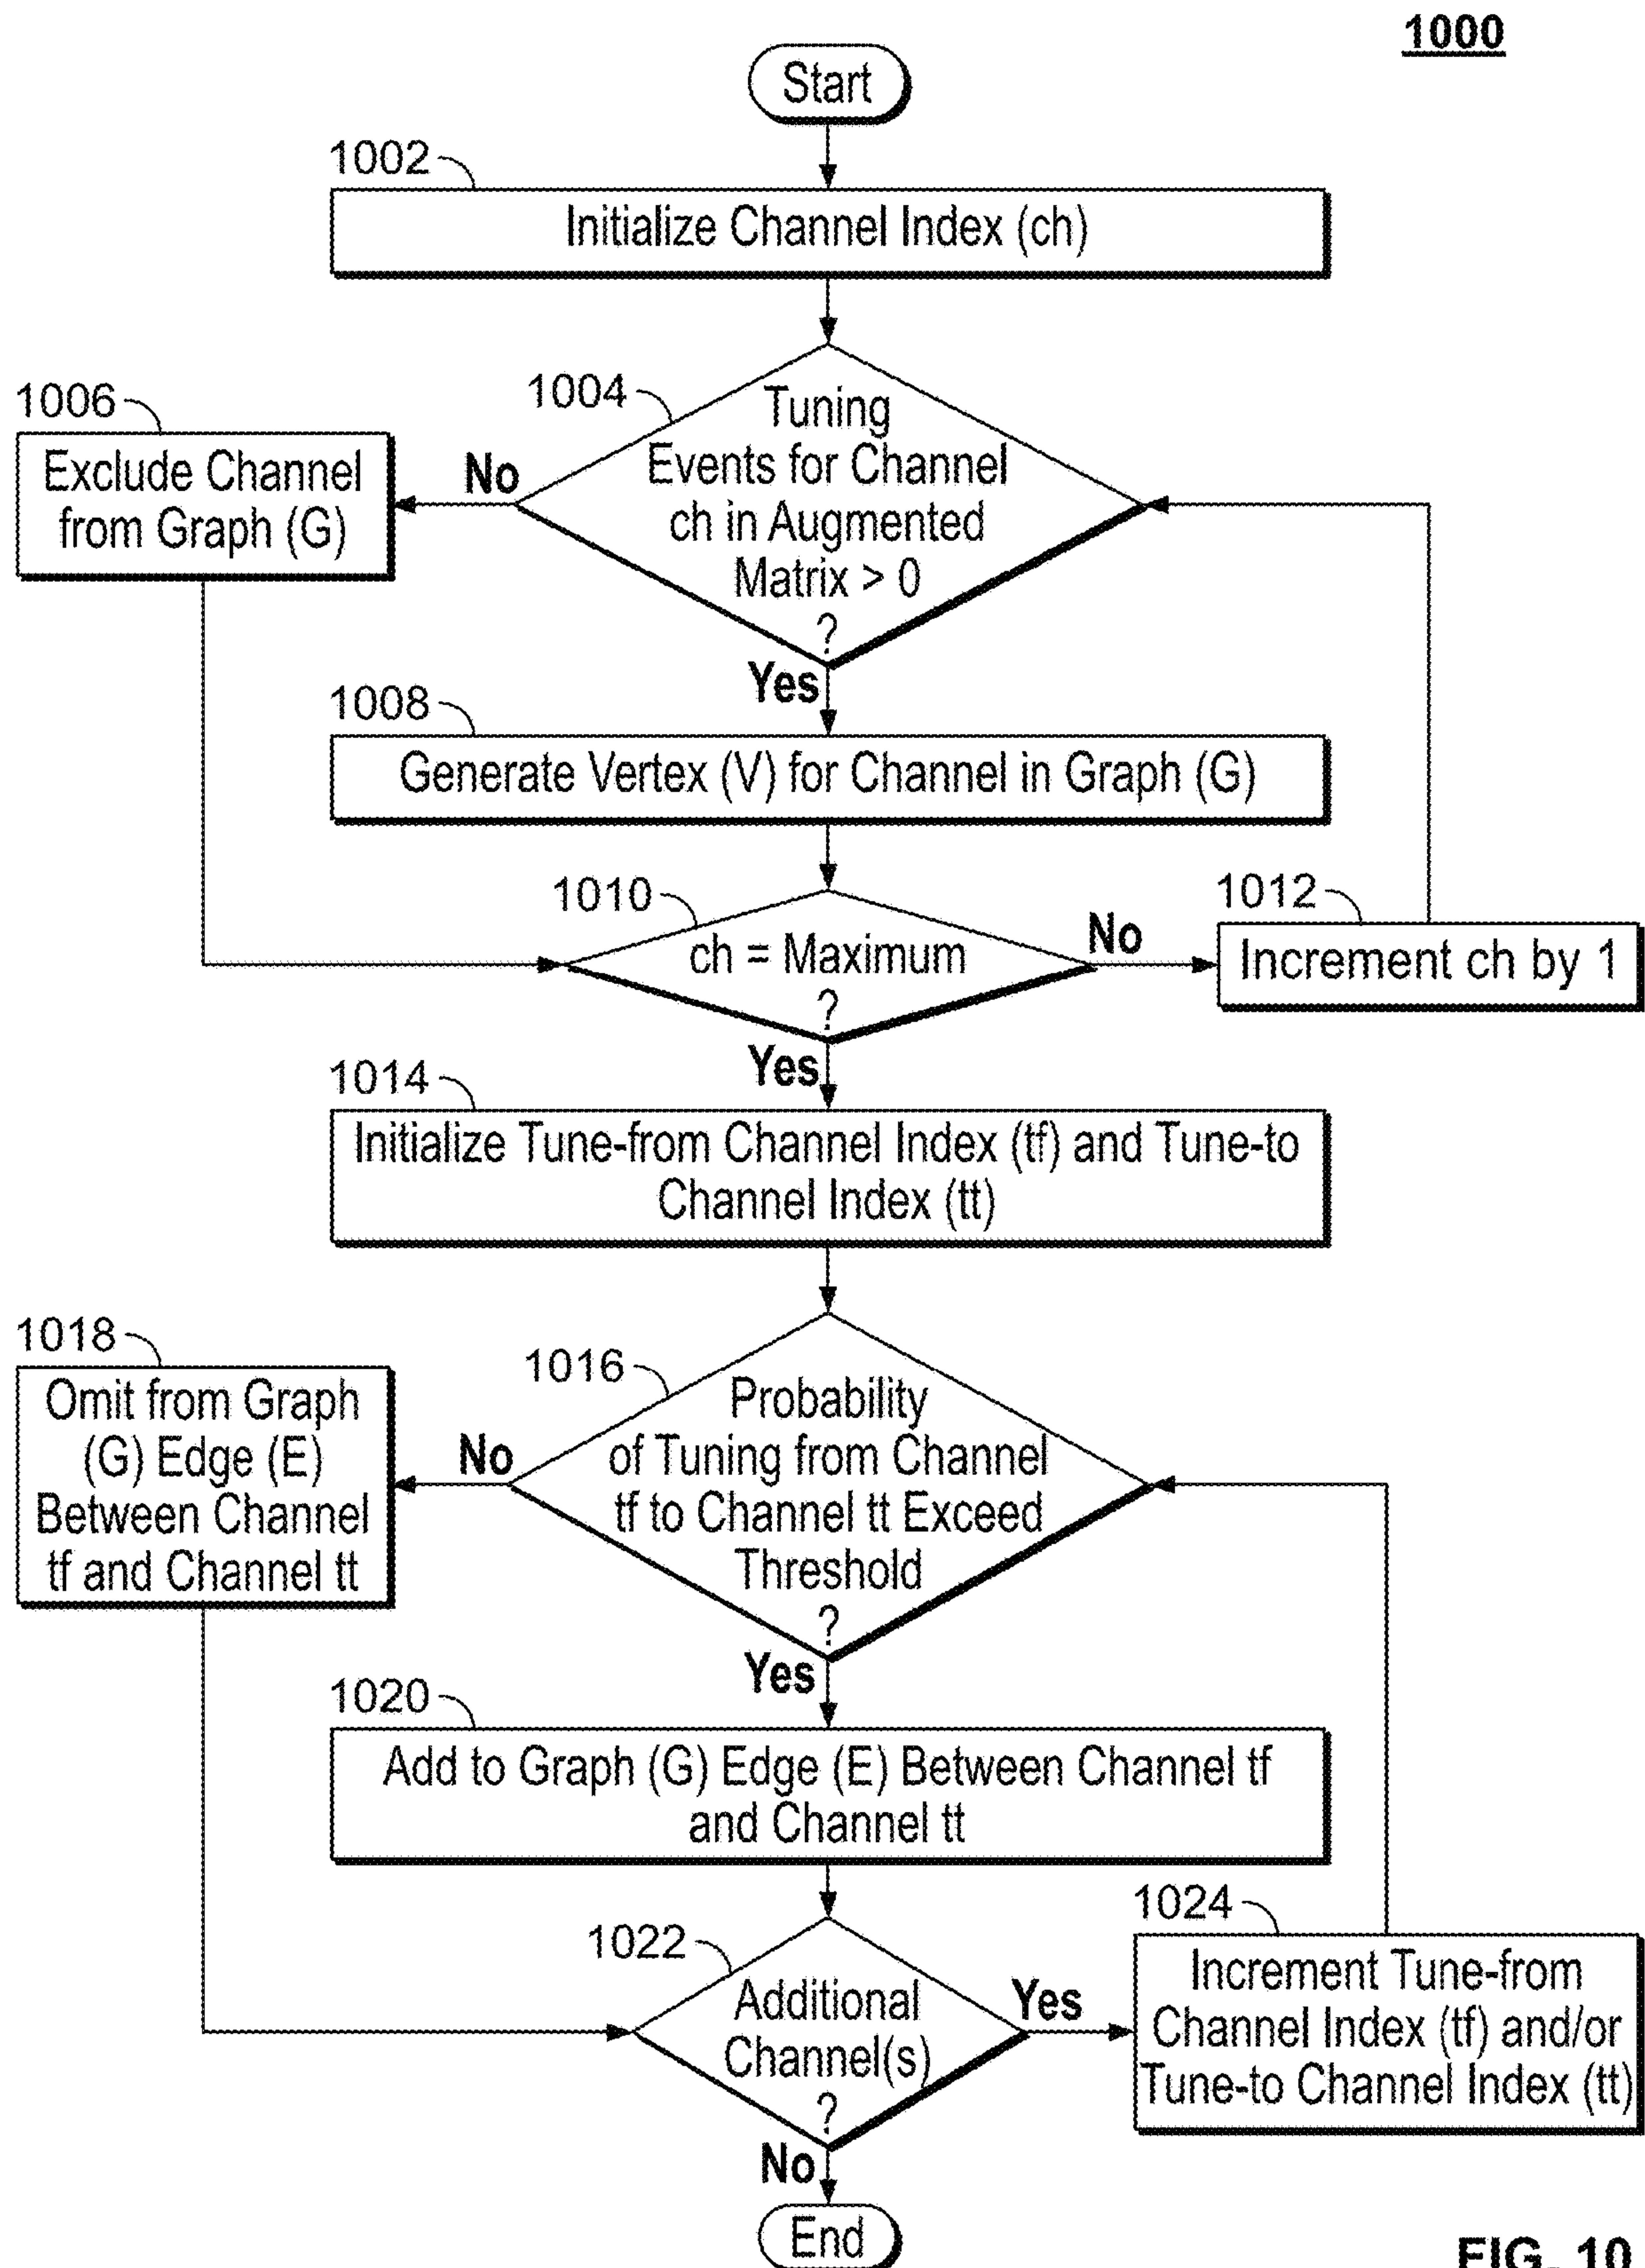 1000
Start
1002
Initialize Channel Index (ch)
1004
Tuning
Events for Channel
ch in Augmented
Matrix > 0
?
No
1006
Exclude Channel
from Graph (G)
Yes
1008
Generate Vertex (V) for Channel in Graph (G)
1010
ch = Maximum
?
No
1012
Increment ch by 1
Yes
1014
Initialize Tune-from Channel Index (tf) and Tune-to
Channel Index (tt)
1016
Probability
of Tuning from Channel
tf to Channel tt Exceed
Threshold
?
No
1018
Omit from Graph
(G) Edge (E)
Between Channel
tf and Channel tt
Yes
1020
Add to Graph (G) Edge (E) Between Channel tf
and Channel tt
1022
Additional
Channel(s)
?
Yes
1024
Increment Tune-from
Channel Index (tf) and/or
Tune-to Channel Index (tt)
No
End
FIG. 10